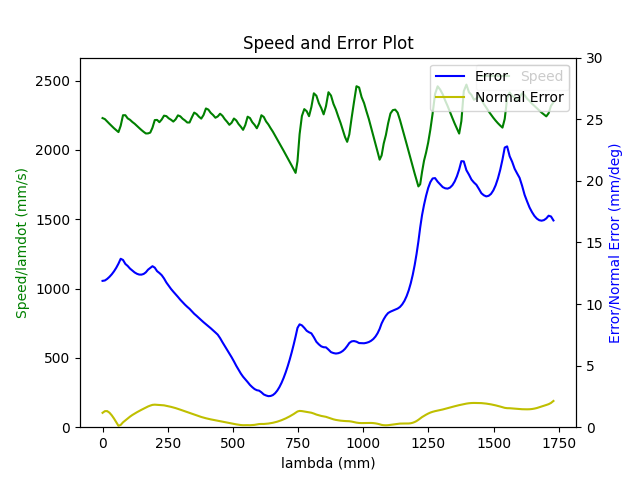 Speed and Error Plot
Error
Speed
Normal Error
Speed/lamdot (mm/s)
2500
2000
1500
1000
500
0
30
25
20
15
10
5
0
Error/Normal Error (mm/deg)
0 250 500 750 1000 1250 1500 1750
lambda (mm)